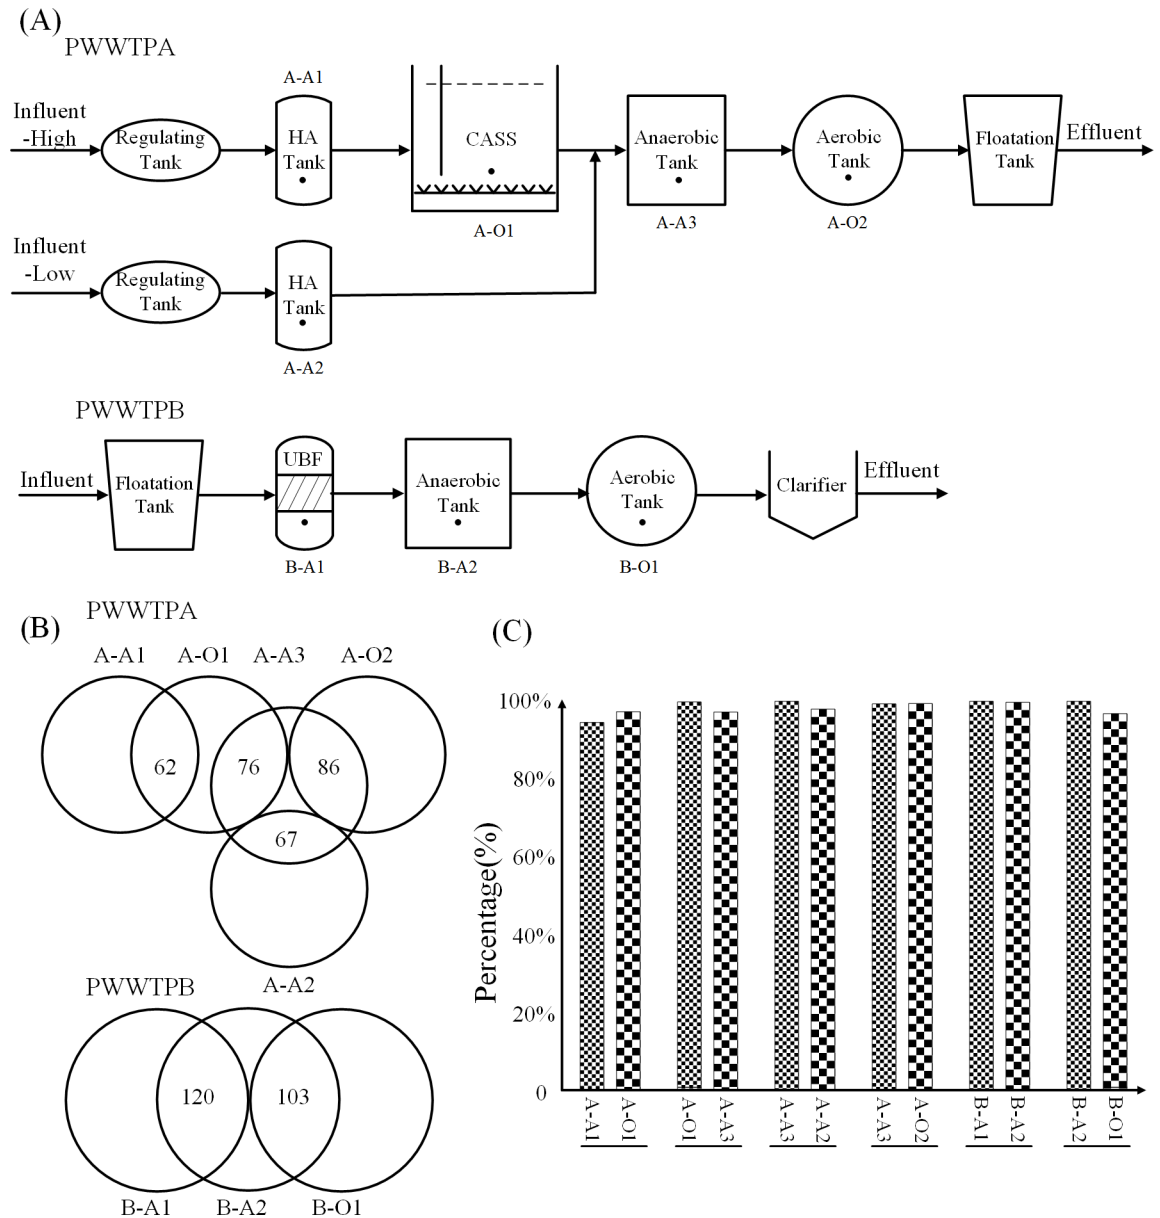 (A)
PWWTPA
A-A1
Influent
-High
Regulating
Tank
HA
Tank
CASS
Anaerobic
Tank
Aerobic
Tank
Floatation
Tank
Effluent
A-O1
A-A3
A-O2
Influent
-Low
Regulating
Tank
HA
Tank
A-A2
PWWTPB
Influent
Floatation
Tank
UBF
Anaerobic
Tank
Aerobic
Tank
Clarifier
Effluent
B-A1
B-A2
B-O1
(B)
PWWTPA
A-A1
A-O1
A-A3
A-O2
62
76
86
67
A-A2
PWWTPB
120
103
B-A1
B-A2
B-O1
(C)
Percentage(%)
100%
80%
60%
40%
20%
0
A-A1
A-O1
A-O1
A-A3
A-A3
A-A2
A-A3
A-O2
B-A1
B-A2
B-A2
B-O1